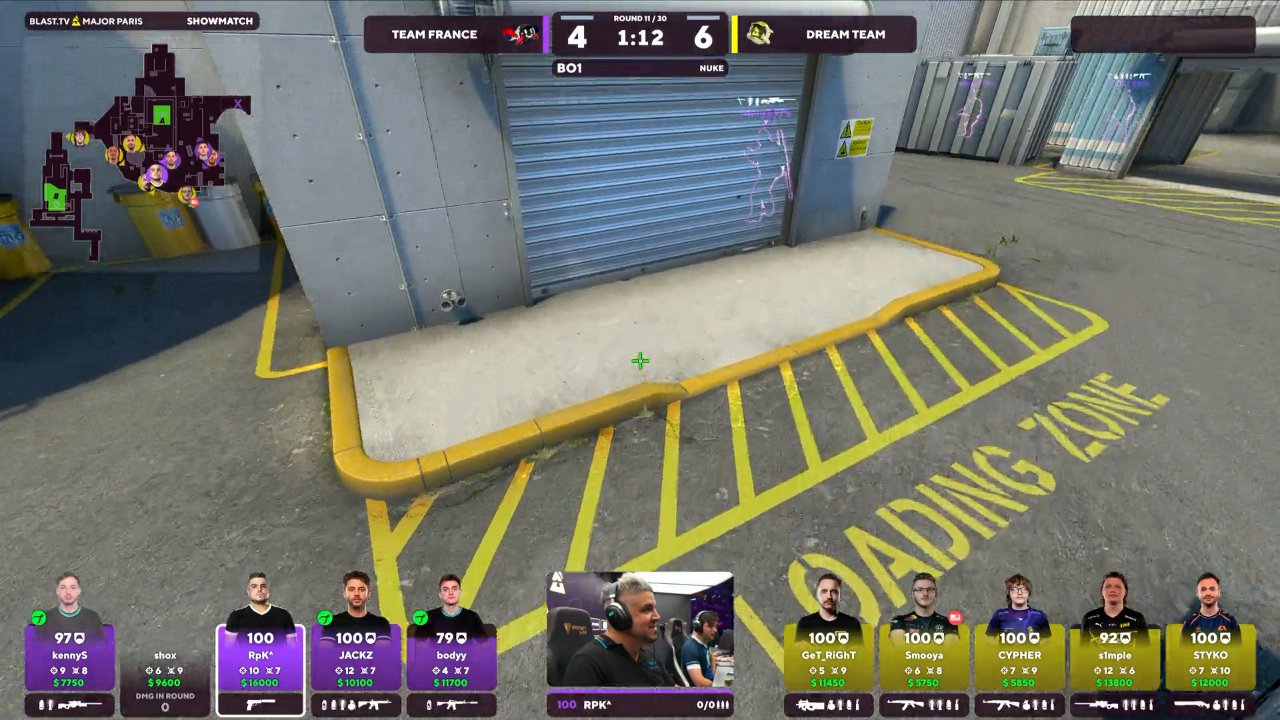 BLAST.TV MAJOR PARIS SHOWMATCH
TEAM FRANCE 4 ROUND 11 / 30 1:12 6 DREAM TEAM
BO1 NUKE
A
X
B
LOADING ZONE
97 100 100 79
kennyS shox RpK^ JACKZ bodyy
9 8 6 9 10 7 12 7 4 7
$7750 $9600 $16000 $10100 $11700
DMG IN ROUND
0
100 RPK^ 0/0
100 100 100 92 100
GeT_RiGhT Smooya CYPHER s1mple STYKO
5 9 6 8 7 9 12 6 7 10
$11450 $5750 $5850 $13800 $12000